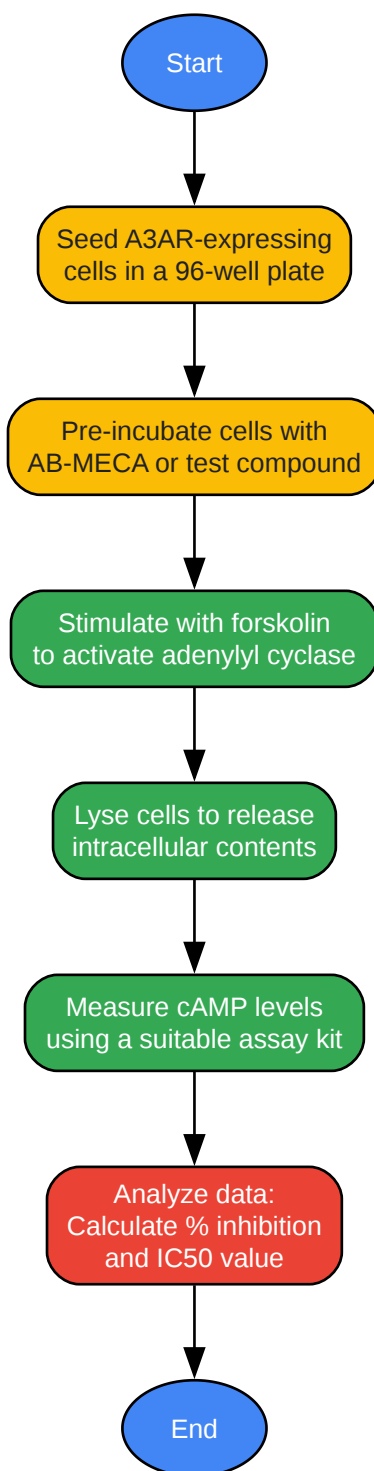 Start
Seed A3AR-expressing
cells in a 96-well plate
Pre-incubate cells with
AB-MECA or test compound
Stimulate with forskolin
to activate adenylyl cyclase
Lyse cells to release
intracellular contents
Measure cAMP levels
using a suitable assay kit
Analyze data:
Calculate % inhibition
and IC50 value
End